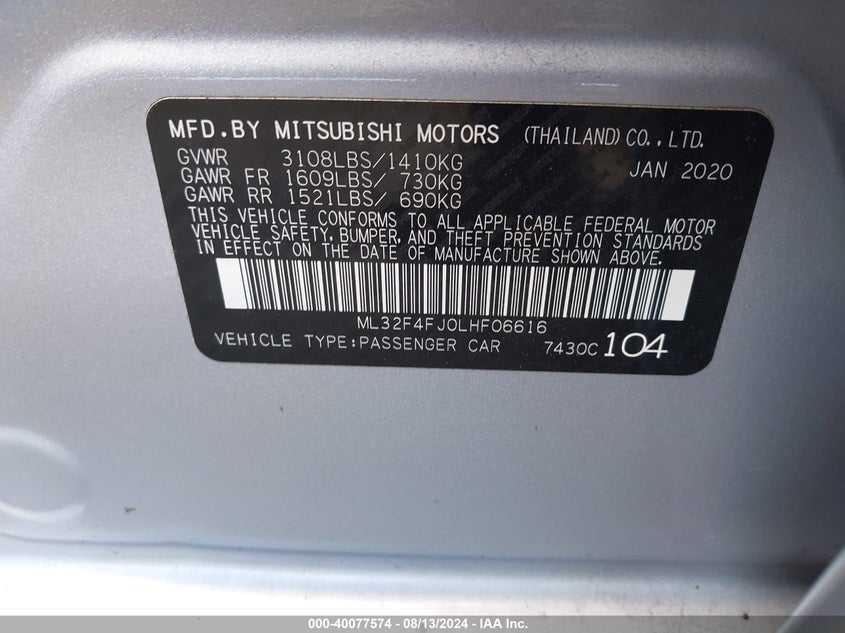 MFD.BY MITSUBISHI MOTORS (THAILAND) CO., LTD.
GVWR 3108LBS/1410KG JAN 2020
GAWR FR 1609LBS/ 730KG
GAWR RR 1521LBS/ 690KG
THIS VEHICLE CONFORMS TO ALL APPLICABLE FEDERAL MOTOR
VEHICLE SAFETY, BUMPER, AND THEFT PREVENTION STANDARDS
IN EFFECT ON THE DATE OF MANUFACTURE SHOWN ABOVE.
ML32F4FJ0LHF06616
VEHICLE TYPE:PASSENGER CAR 7430C 104
000-40077574 - 08/13/2024 - IAA Inc.